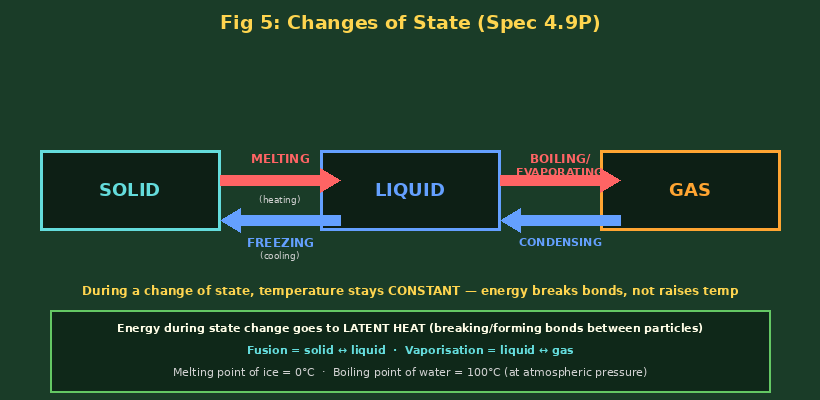 Fig 5: Changes of State (Spec 4.9P)
MELTING
BOILING/
EVAPORATING
SOLID
LIQUID
GAS
(heating)
FREEZING
CONDENSING
(cooling)
During a change of state, temperature stays CONSTANT — energy breaks bonds, not raises temp
Energy during state change goes to LATENT HEAT (breaking/forming bonds between particles)
Fusion = solid ↔ liquid · Vaporisation = liquid ↔ gas
Melting point of ice = 0°C · Boiling point of water = 100°C (at atmospheric pressure)